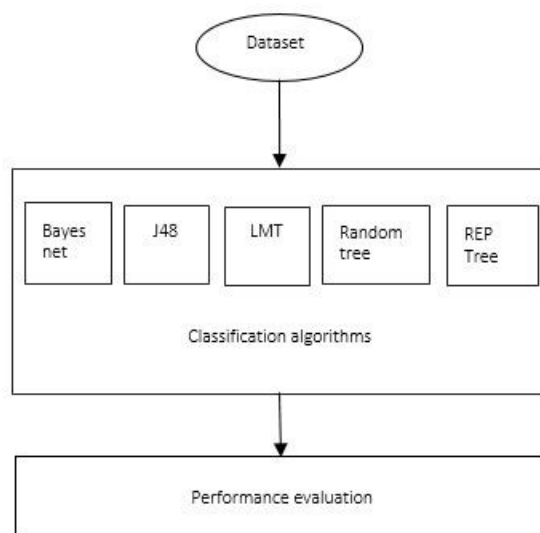 Dataset
Bayes
net
J48
LMT
Random
tree
REP
Tree
Classification algorithms
Performance evaluation